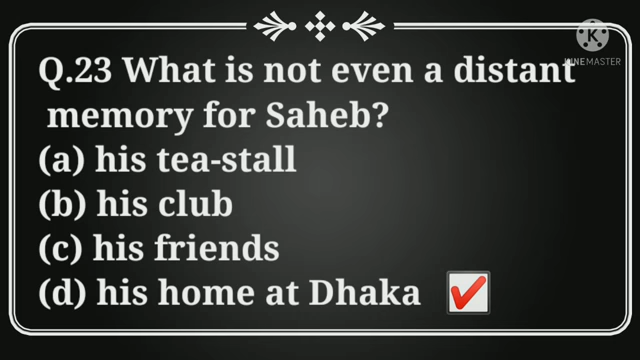 K
KINEMASTER
Q.23 What is not even a distant
memory for Saheb?
(a) his tea-stall
(b) his club
(c) his friends
(d) his home at Dhaka